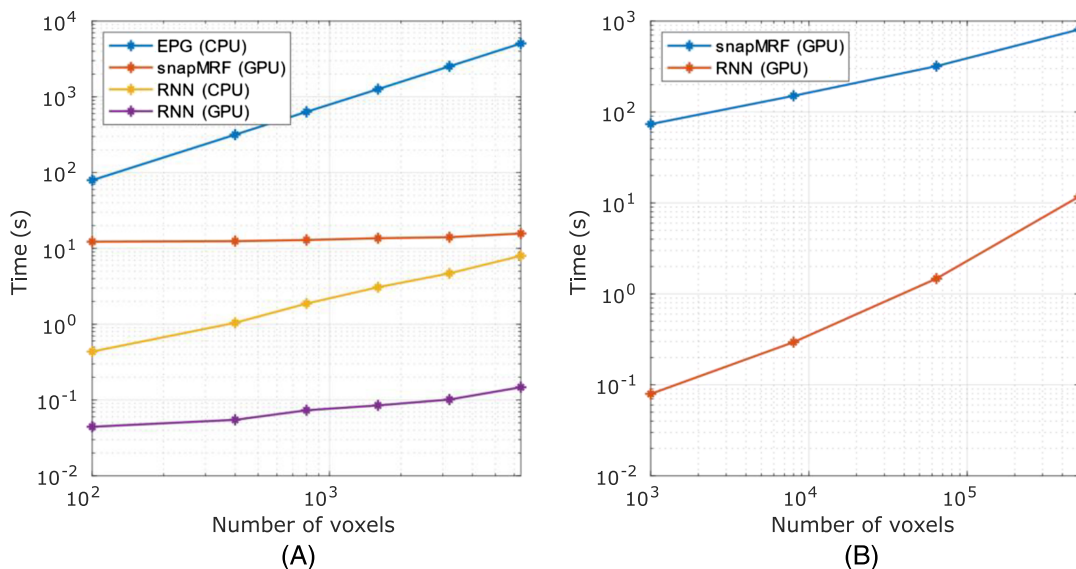 EPG (CPU)
snapMRF (GPU)
RNN (CPU)
RNN (GPU)
10^4
10^3
10^2
10^1
10^0
10^-1
10^-2
Time (s)
10^2
10^3
Number of voxels
(A)
snapMRF (GPU)
RNN (GPU)
10^3
10^2
10^1
10^0
10^-1
10^-2
Time (s)
10^3
10^4
10^5
Number of voxels
(B)